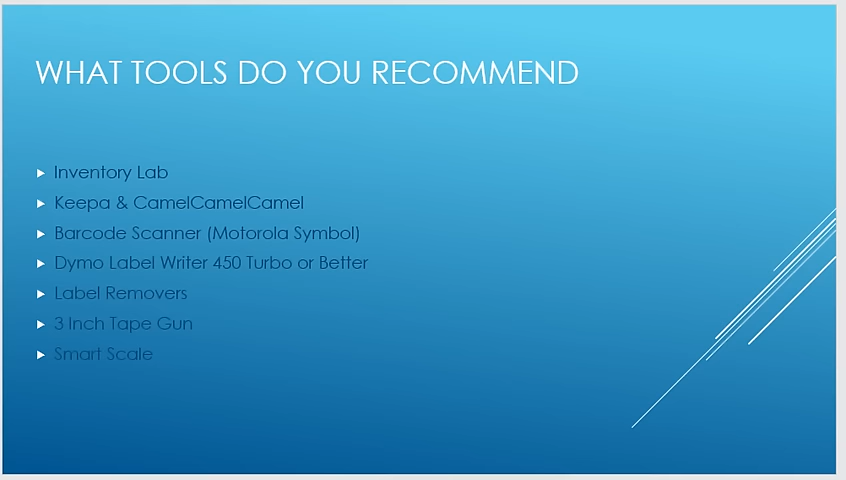 WHAT TOOLS DO YOU RECOMMEND
Inventory Lab
Keepa & CamelCamelCamel
Barcode Scanner (Motorola Symbol)
Dymo Label Writer 450 Turbo or Better
Label Removers
3 Inch Tape Gun
Smart Scale